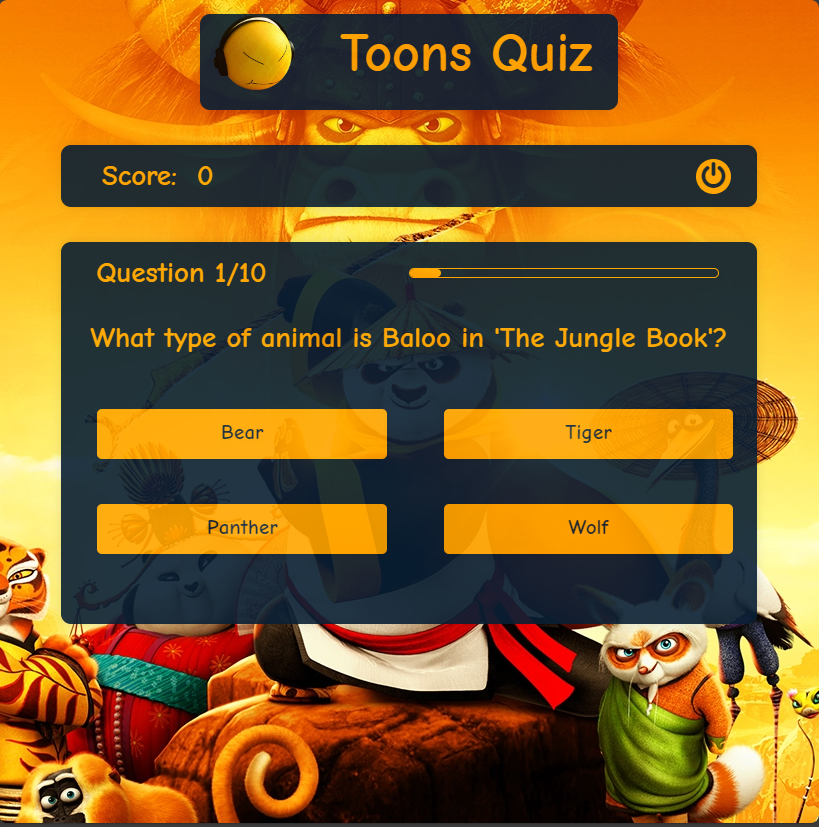 Toons Quiz
Score: 0
Question 1/10
What type of animal is Baloo in 'The Jungle Book'?
Bear
Tiger
Panther
Wolf